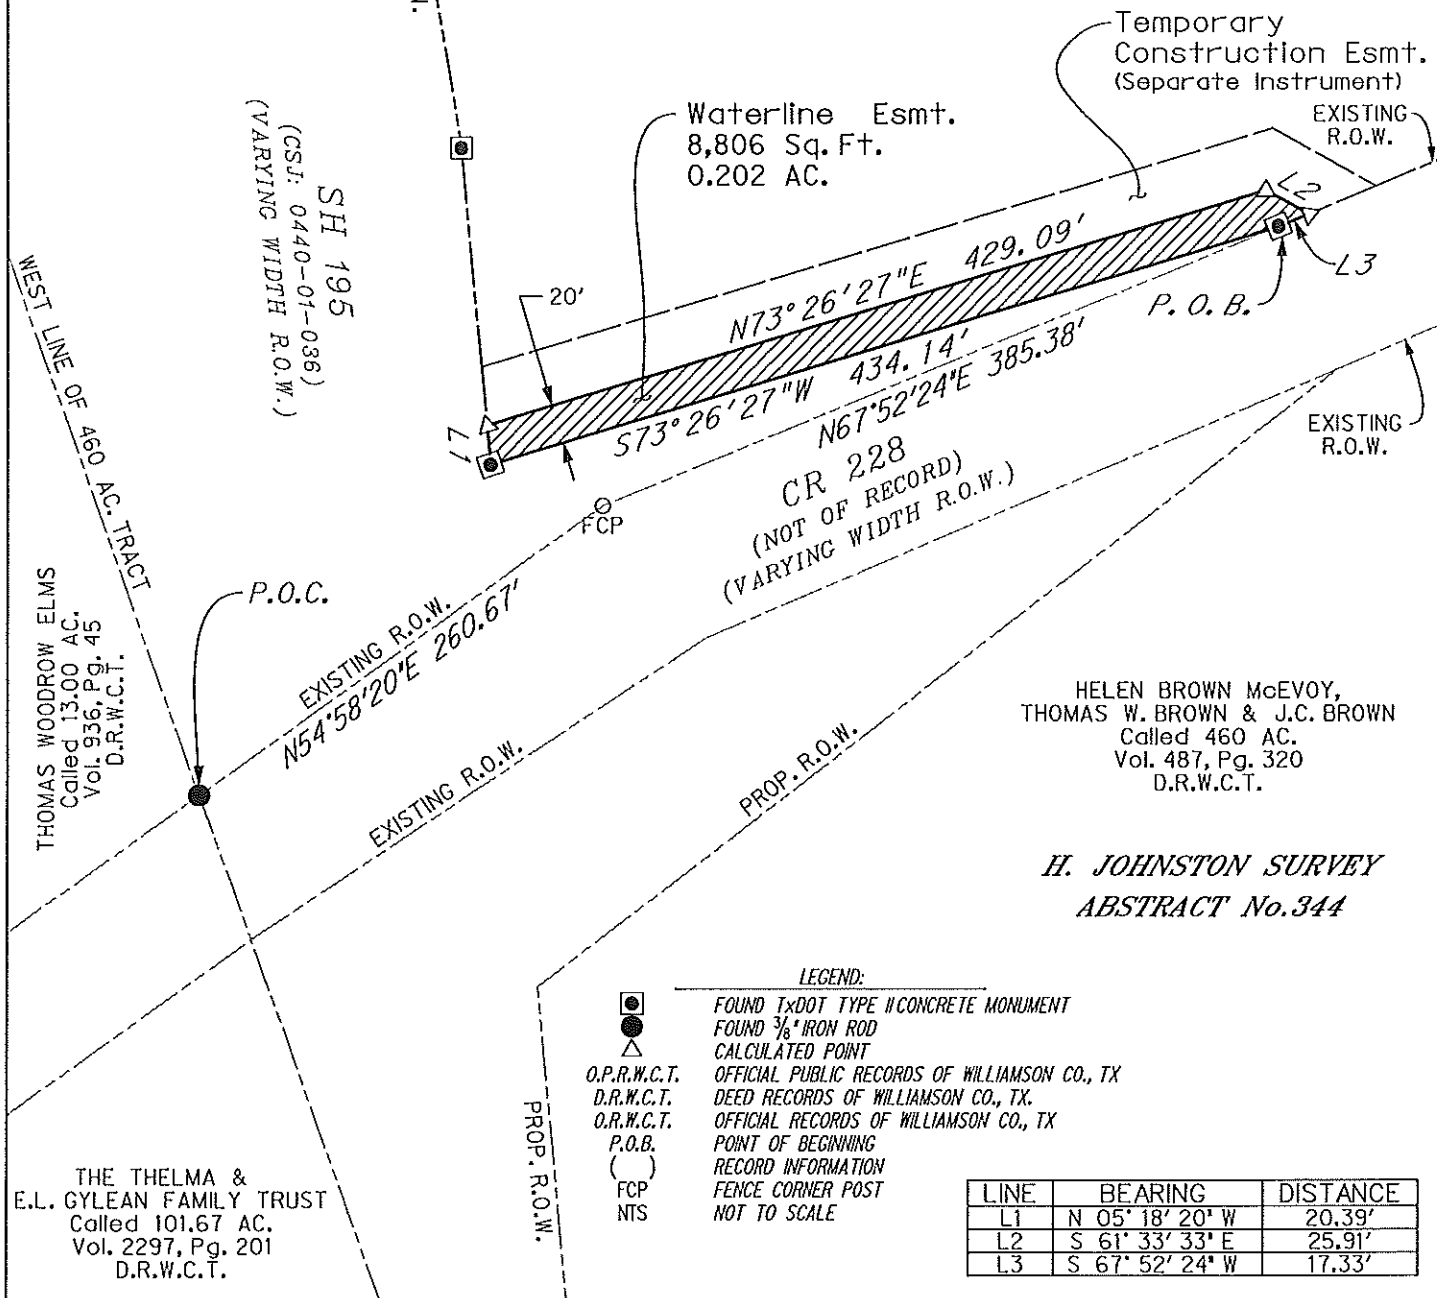 N.
Temporary
Construction Esmt.
(Separate Instrument)
EXISTING
R.O.W.
Waterline Esmt.
8,806 Sq. Ft.
0.202 AC.
SH 195
(CSJ: 0440-01-036)
(VARYING WIDTH R.O.W.)
L2
L3
P.O.B.
20'
N73°26'27"E 429.09'
S73°26'27"W 434.14'
N67°52'24"E 385.38'
L1
CR 228
(NOT OF RECORD)
(VARYING WIDTH R.O.W.)
EXISTING
R.O.W.
FCP
WEST LINE OF 460 AC. TRACT
P.O.C.
THOMAS WOODROW ELMS
Called 13.00 AC.
Vol. 936, Pg. 45
D.R.W.C.T.
EXISTING R.O.W.
N54°58'20"E 260.67'
EXISTING R.O.W.
PROP. R.O.W.
HELEN BROWN McEVOY,
THOMAS W. BROWN & J.C. BROWN
Called 460 AC.
Vol. 487, Pg. 320
D.R.W.C.T.
H. JOHNSTON SURVEY
ABSTRACT No.344
LEGEND:
FOUND TxDOT TYPE II CONCRETE MONUMENT
FOUND 3/8" IRON ROD
CALCULATED POINT
O.P.R.W.C.T. OFFICIAL PUBLIC RECORDS OF WILLIAMSON CO., TX
D.R.W.C.T. DEED RECORDS OF WILLIAMSON CO., TX.
O.R.W.C.T. OFFICIAL RECORDS OF WILLIAMSON CO., TX
P.O.B. POINT OF BEGINNING
( ) RECORD INFORMATION
FCP FENCE CORNER POST
NTS NOT TO SCALE
PROP. R.O.W.
THE THELMA &
E.L. GYLEAN FAMILY TRUST
Called 101.67 AC.
Vol. 2297, Pg. 201
D.R.W.C.T.
LINE BEARING DISTANCE
L1 N 05°18'20" W 20.39'
L2 S 61°33'33" E 25.91'
L3 S 67°52'24" W 17.33'